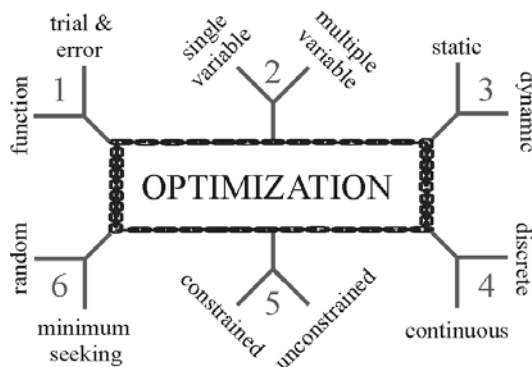 trial &
error
function
1
single
variable
2
multiple
variable
static
3
dynamic
OPTIMIZATION
random
6
minimum
seeking
constrained
5
unconstrained
discrete
4
continuous